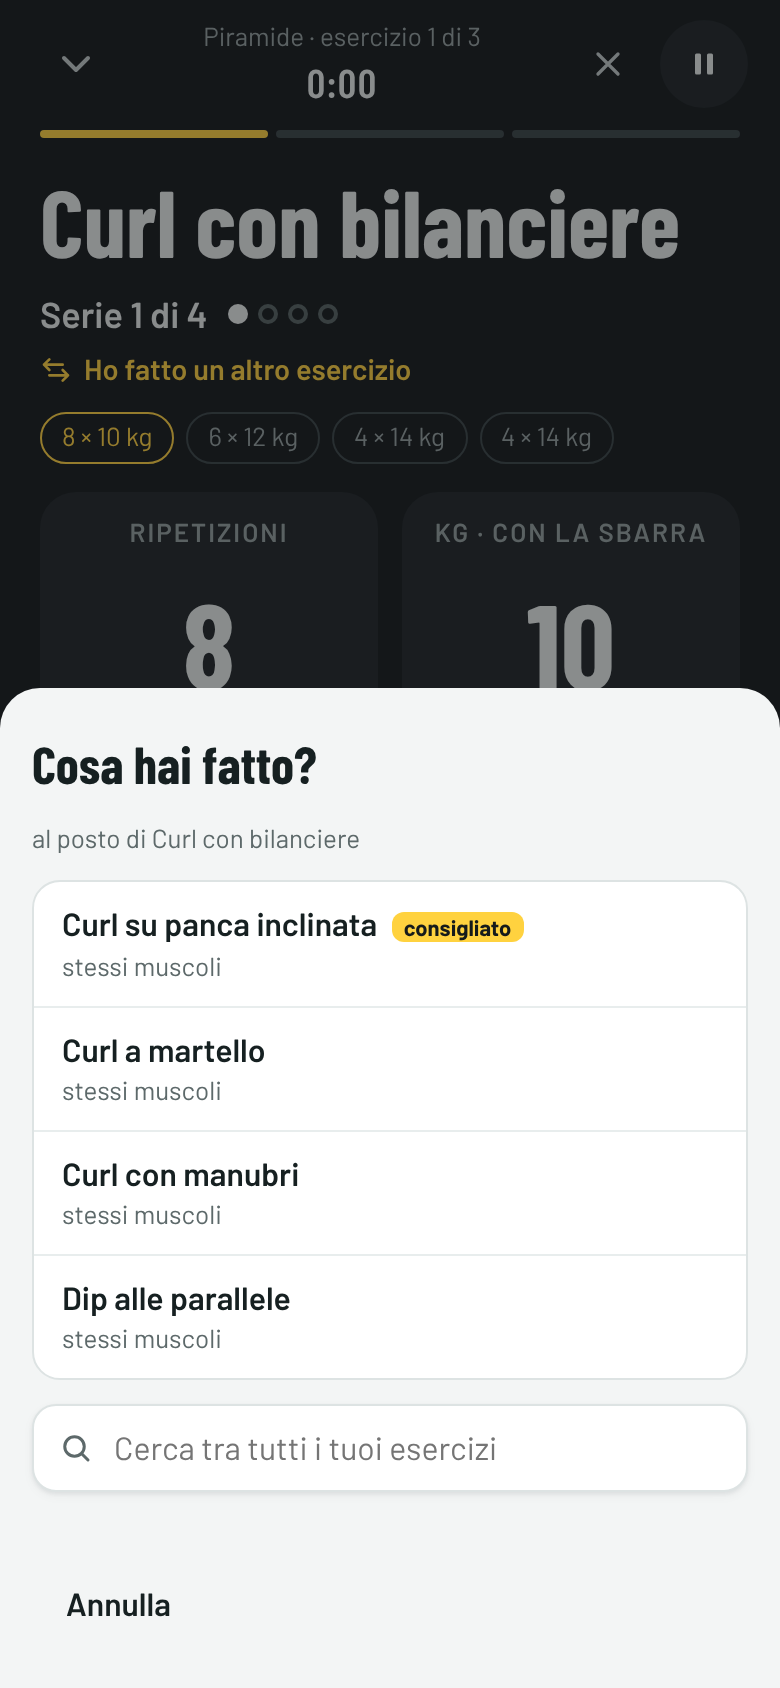 Piramide · esercizio 1 di 3
0:00
Curl con bilanciere
Serie 1 di 4
Ho fatto un altro esercizio
8 × 10 kg 6 × 12 kg 4 × 14 kg 4 × 14 kg
RIPETIZIONI KG · CON LA SBARRA
8 10
Cosa hai fatto?
al posto di Curl con bilanciere
Curl su panca inclinata consigliato
stessi muscoli
Curl a martello
stessi muscoli
Curl con manubri
stessi muscoli
Dip alle parallele
stessi muscoli
Cerca tra tutti i tuoi esercizi
Annulla